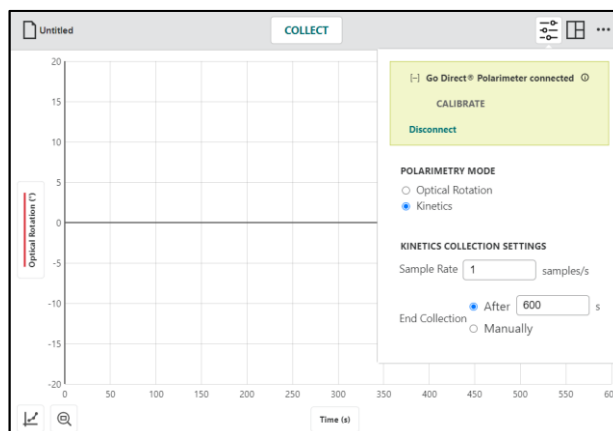 Untitled
COLLECT
•••
[-] Go Direct® Polarimeter connected ⓘ
CALIBRATE
Disconnect
POLARIMETRY MODE
Optical Rotation
Kinetics
KINETICS COLLECTION SETTINGS
Sample Rate 1 samples/s
End Collection
After 600 s
Manually
Optical Rotation (°)
20
15
10
5
0
-5
-10
-15
-20
0 50 100 150 200 250 300 350 400 450 500 550 600
Time (s)